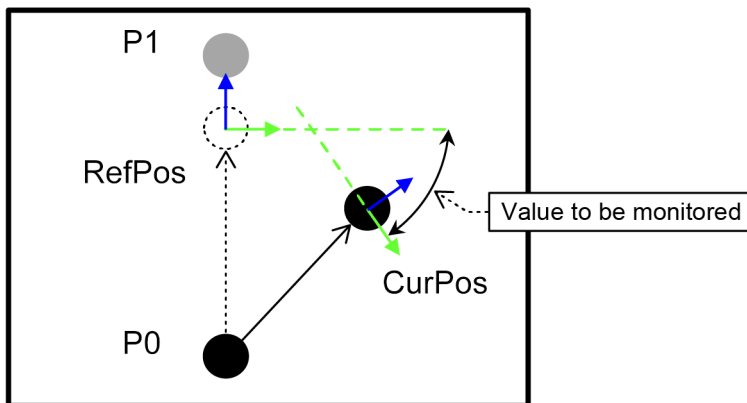 P1
RefPos
Value to be monitored
CurPos
P0